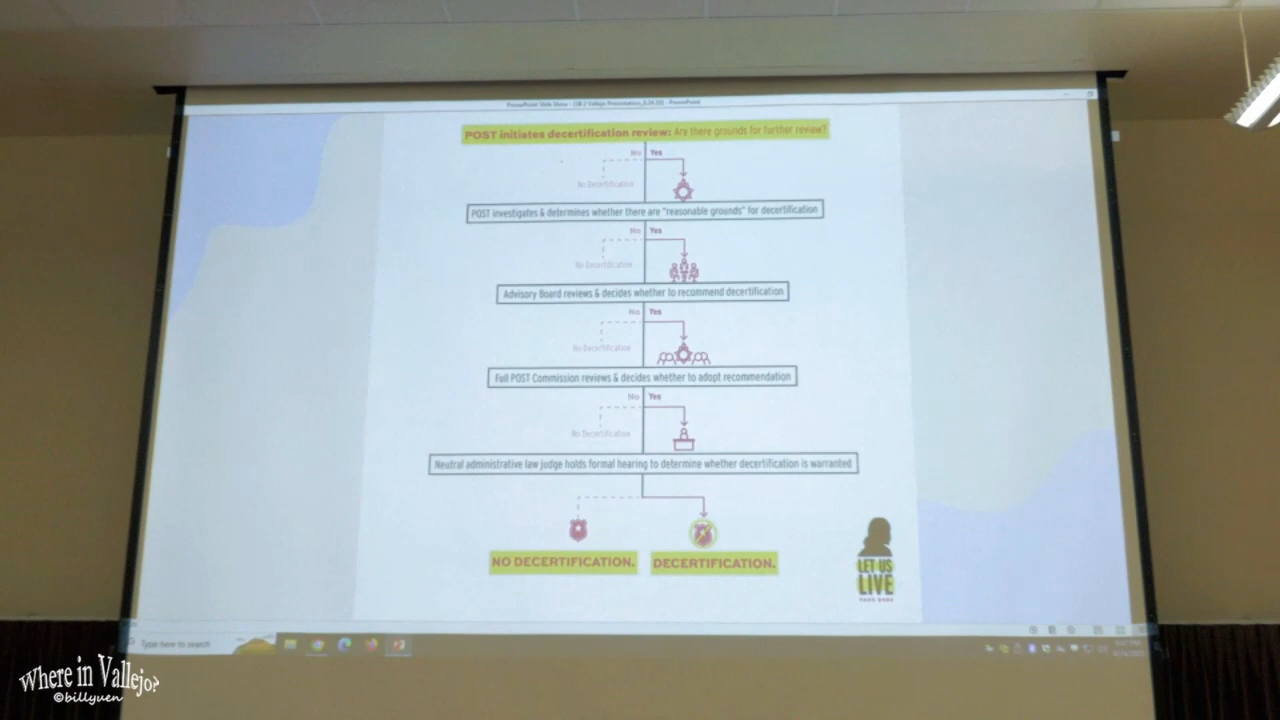 POST initiates decertification review: Are there grounds for further review?
No Yes
No Decertification
POST investigates & determines whether there are "reasonable grounds" for decertification
No Yes
No Decertification
Advisory Board reviews & decides whether to recommend decertification
No Yes
No Decertification
Full POST Commission reviews & decides whether to adopt recommendation
No Yes
No Decertification
Neutral administrative law judge holds formal hearing to determine whether decertification is warranted
NO DECERTIFICATION. DECERTIFICATION.
LET US
LIVE
Type here to search
Where in Vallejo?
©billyuen